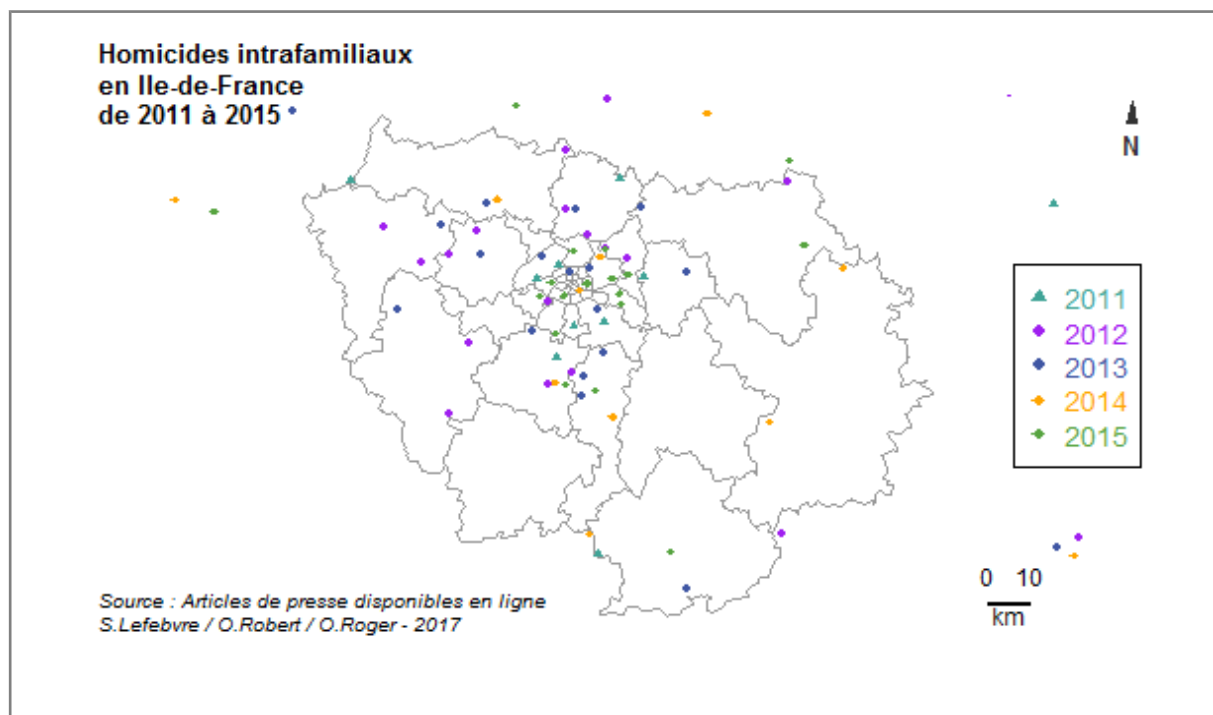 Homicides intrafamiliaux
en Ile-de-France
de 2011 à 2015
N
2011
2012
2013
2014
2015
0 10
km
Source : Articles de presse disponibles en ligne
S.Lefebvre / O.Robert / O.Roger - 2017